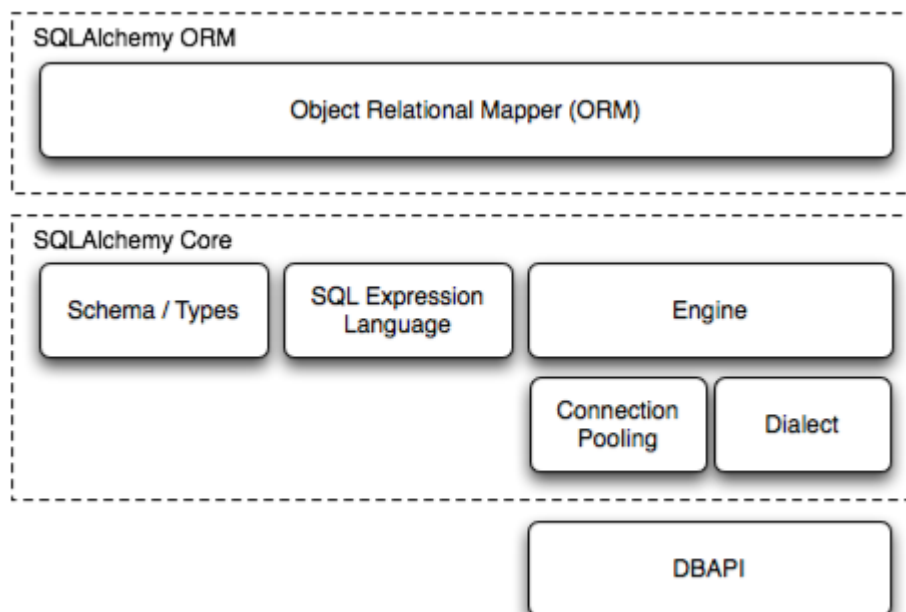 SQLAlchemy ORM
Object Relational Mapper (ORM)
SQLAlchemy Core
Schema / Types
SQL Expression
Language
Engine
Connection
Pooling
Dialect
DBAPI